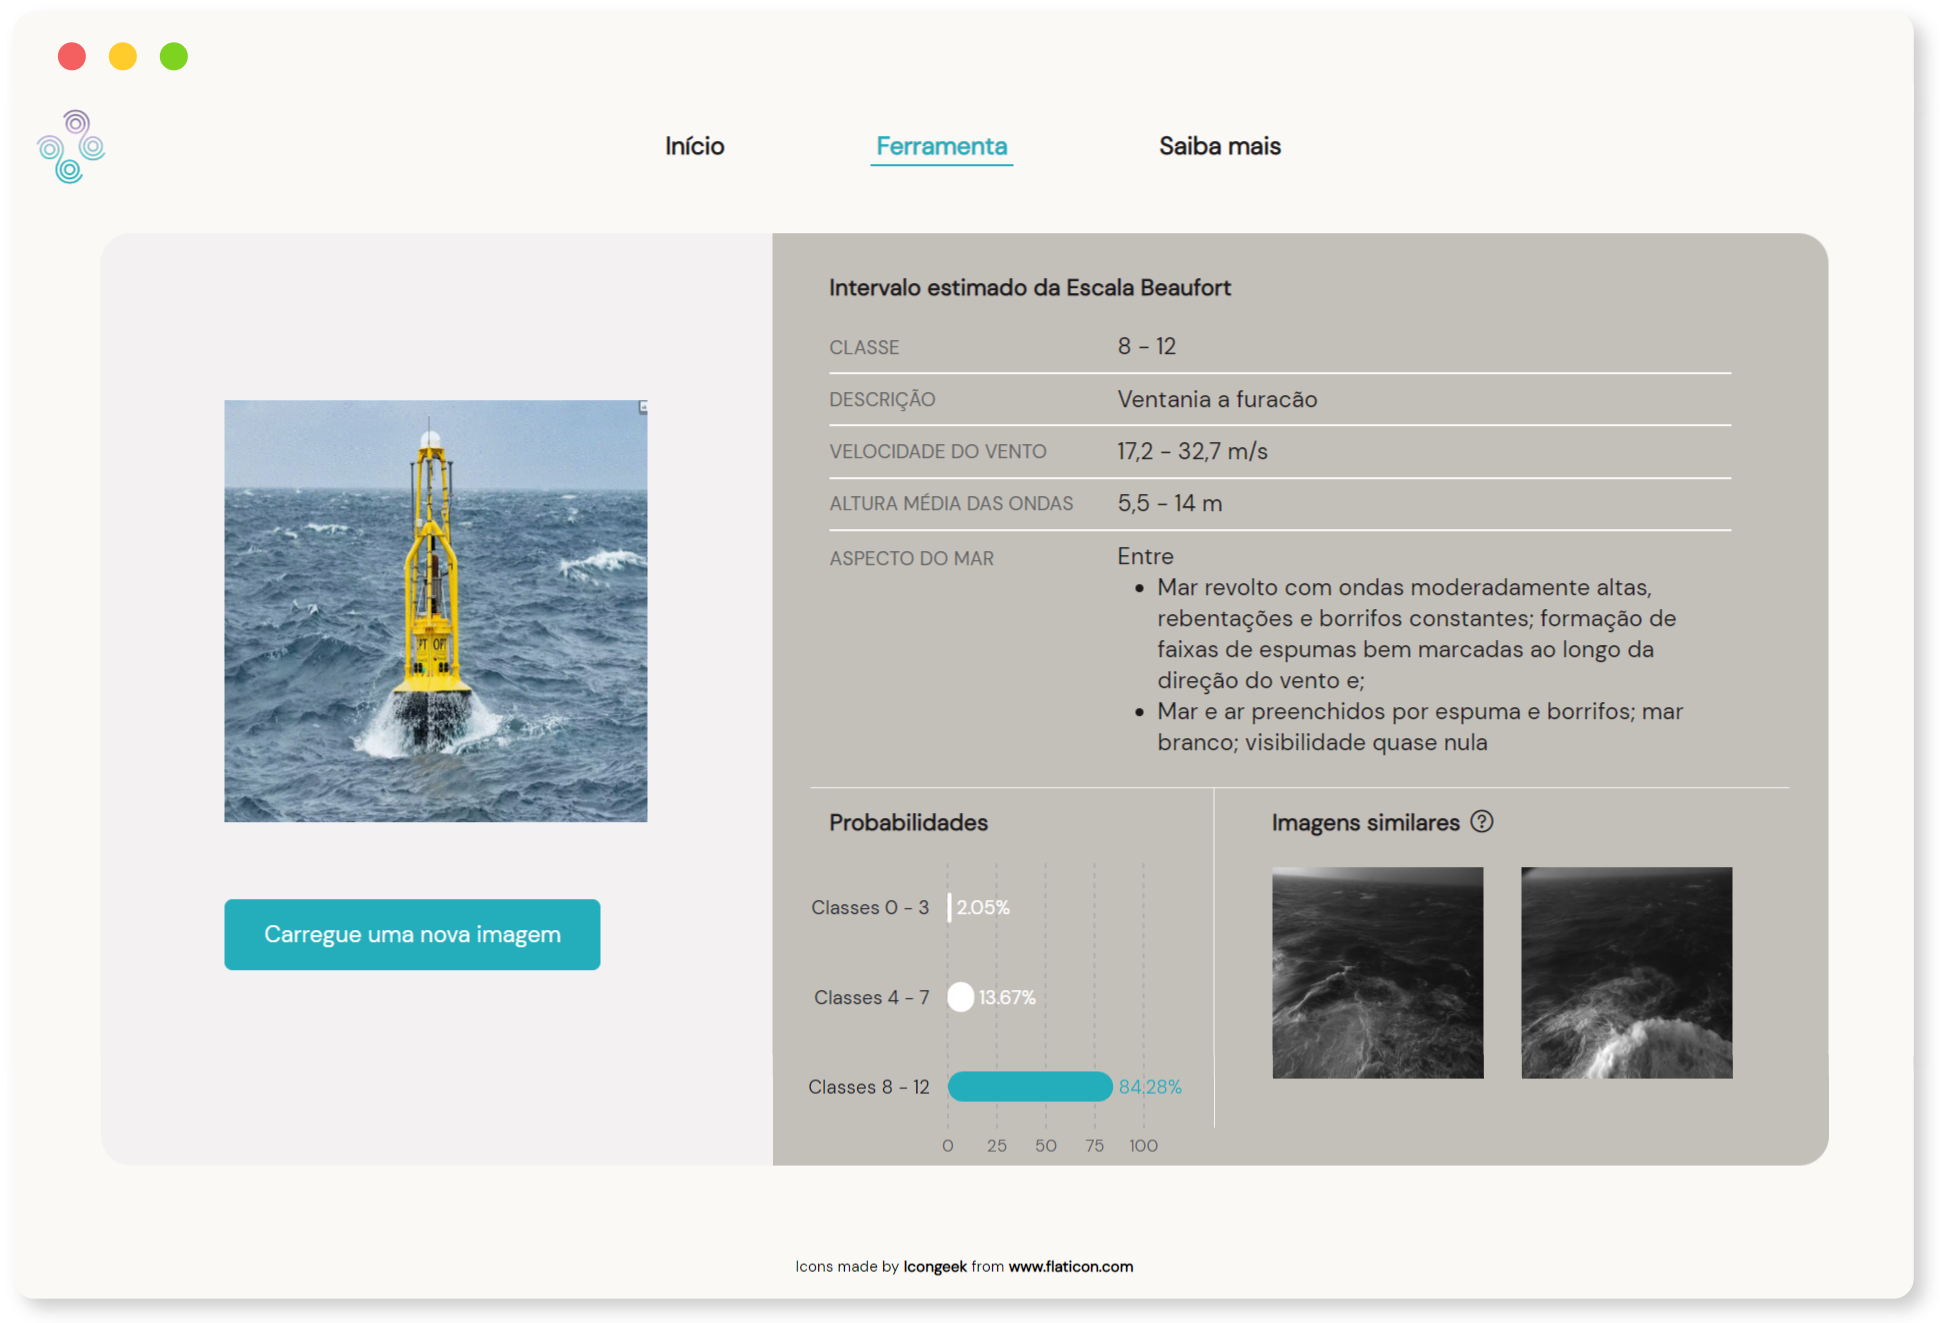 Início
Ferramenta
Saiba mais
Intervalo estimado da Escala Beaufort
CLASSE 8 - 12
DESCRIÇÃO Ventania a furacão
VELOCIDADE DO VENTO 17,2 - 32,7 m/s
ALTURA MÉDIA DAS ONDAS 5,5 - 14 m
ASPECTO DO MAR Entre
• Mar revolto com ondas moderadamente altas,
rebentações e borrifos constantes; formação de
faixas de espumas bem marcadas ao longo da
direção do vento e;
• Mar e ar preenchidos por espuma e borrifos; mar
branco; visibilidade quase nula
OPT
Carregue uma nova imagem
Probabilidades
Classes 0 - 3 2.05%
Classes 4 - 7 13.67%
Classes 8 - 12 84.28%
0 25 50 75 100
Imagens similares ?
Icons made by Icongeek from www.flaticon.com